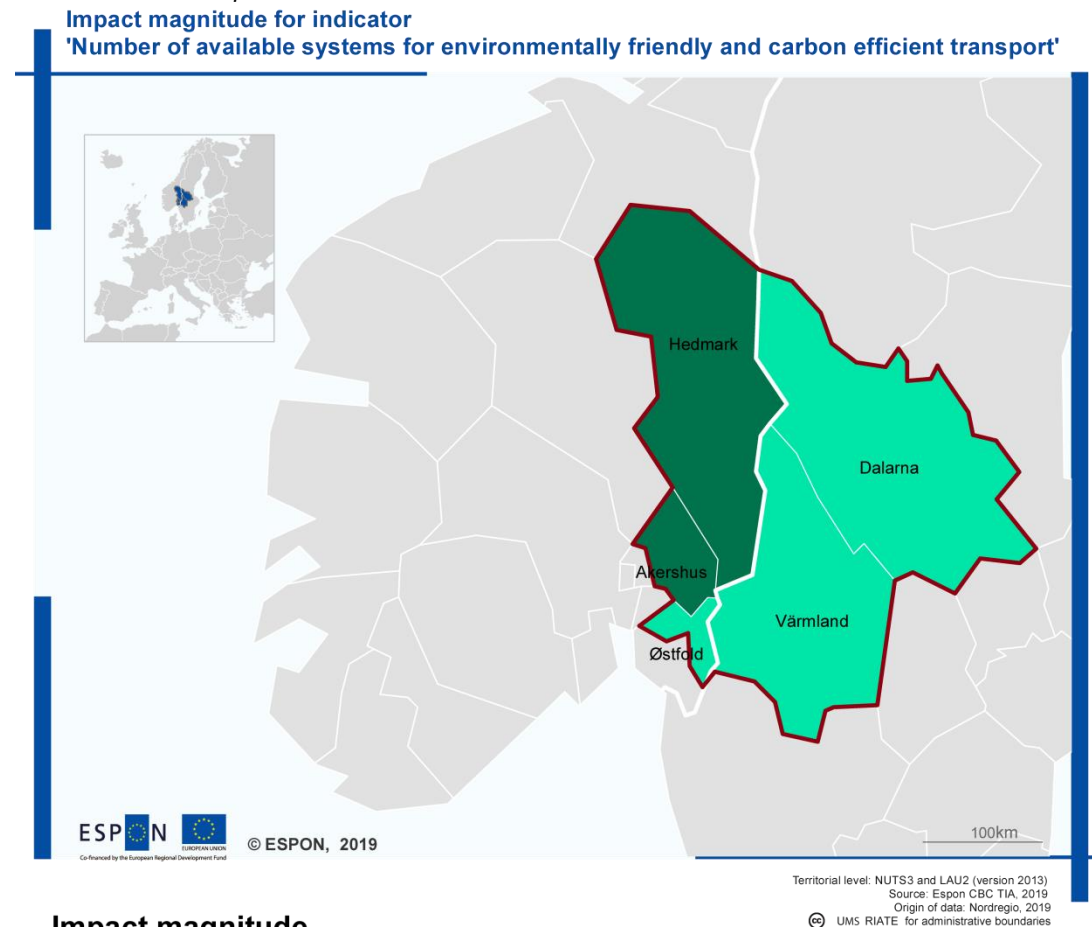 Impact magnitude for indicator
'Number of available systems for environmentally friendly and carbon efficient transport'
Hedmark
Dalarna
Akershus
Värmland
Østfold
ESPON
EUROPEAN UNION
Co-financed by the European Regional Development Fund
© ESPON, 2019
100km
Territorial level: NUTS3 and LAU2 (version 2013)
Source: Espon CBC TIA, 2019
Origin of data: Nordregio, 2019
cc UMS RIATE for administrative boundaries
Impact magnitude